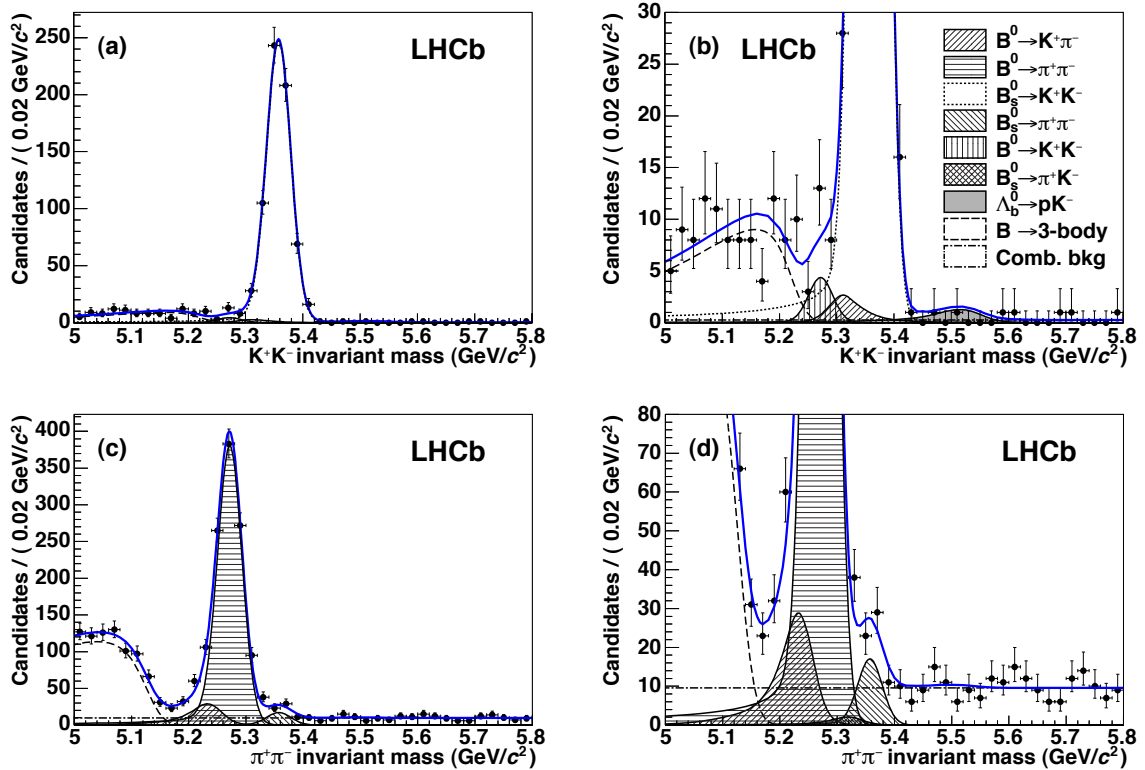 (a)
LHCb
Candidates / ( 0.02 GeV/c²)
250
200
150
100
50
0
5 5.1 5.2 5.3 5.4 5.5 5.6 5.7 5.8
K⁺K⁻ invariant mass (GeV/c²)
(b)
LHCb
Candidates / ( 0.02 GeV/c²)
30
25
20
15
10
5
0
5 5.1 5.2 5.3 5.4 5.5 5.6 5.7 5.8
K⁺K⁻ invariant mass (GeV/c²)
B⁰→K⁺π⁻
B⁰→π⁺π⁻
B⁰ₛ→K⁺K⁻
B⁰ₛ→π⁺π⁻
B⁰→K⁺K⁻
B⁰ₛ→π⁺K⁻
Λ⁰_b→pK⁻
B →3-body
Comb. bkg
(c)
LHCb
Candidates / ( 0.02 GeV/c²)
400
350
300
250
200
150
100
50
0
5 5.1 5.2 5.3 5.4 5.5 5.6 5.7 5.8
π⁺π⁻ invariant mass (GeV/c²)
(d)
LHCb
Candidates / ( 0.02 GeV/c²)
80
70
60
50
40
30
20
10
0
5 5.1 5.2 5.3 5.4 5.5 5.6 5.7 5.8
π⁺π⁻ invariant mass (GeV/c²)